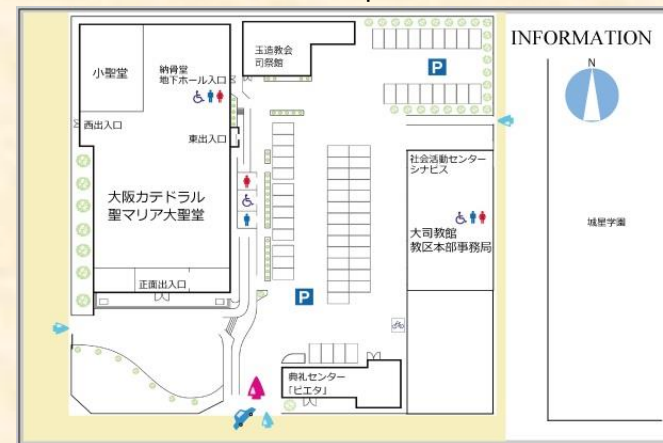 INFORMATION
N
小聖堂
納骨堂
地下ホール入口
玉造教会
司祭館
P
西出入口
東出入口
大阪カテドラル
聖マリア大聖堂
正面出入口
社会活動センター
シナピス
大司教館
教区本部事務局
城星学園
P
典礼センター
「ピエタ」